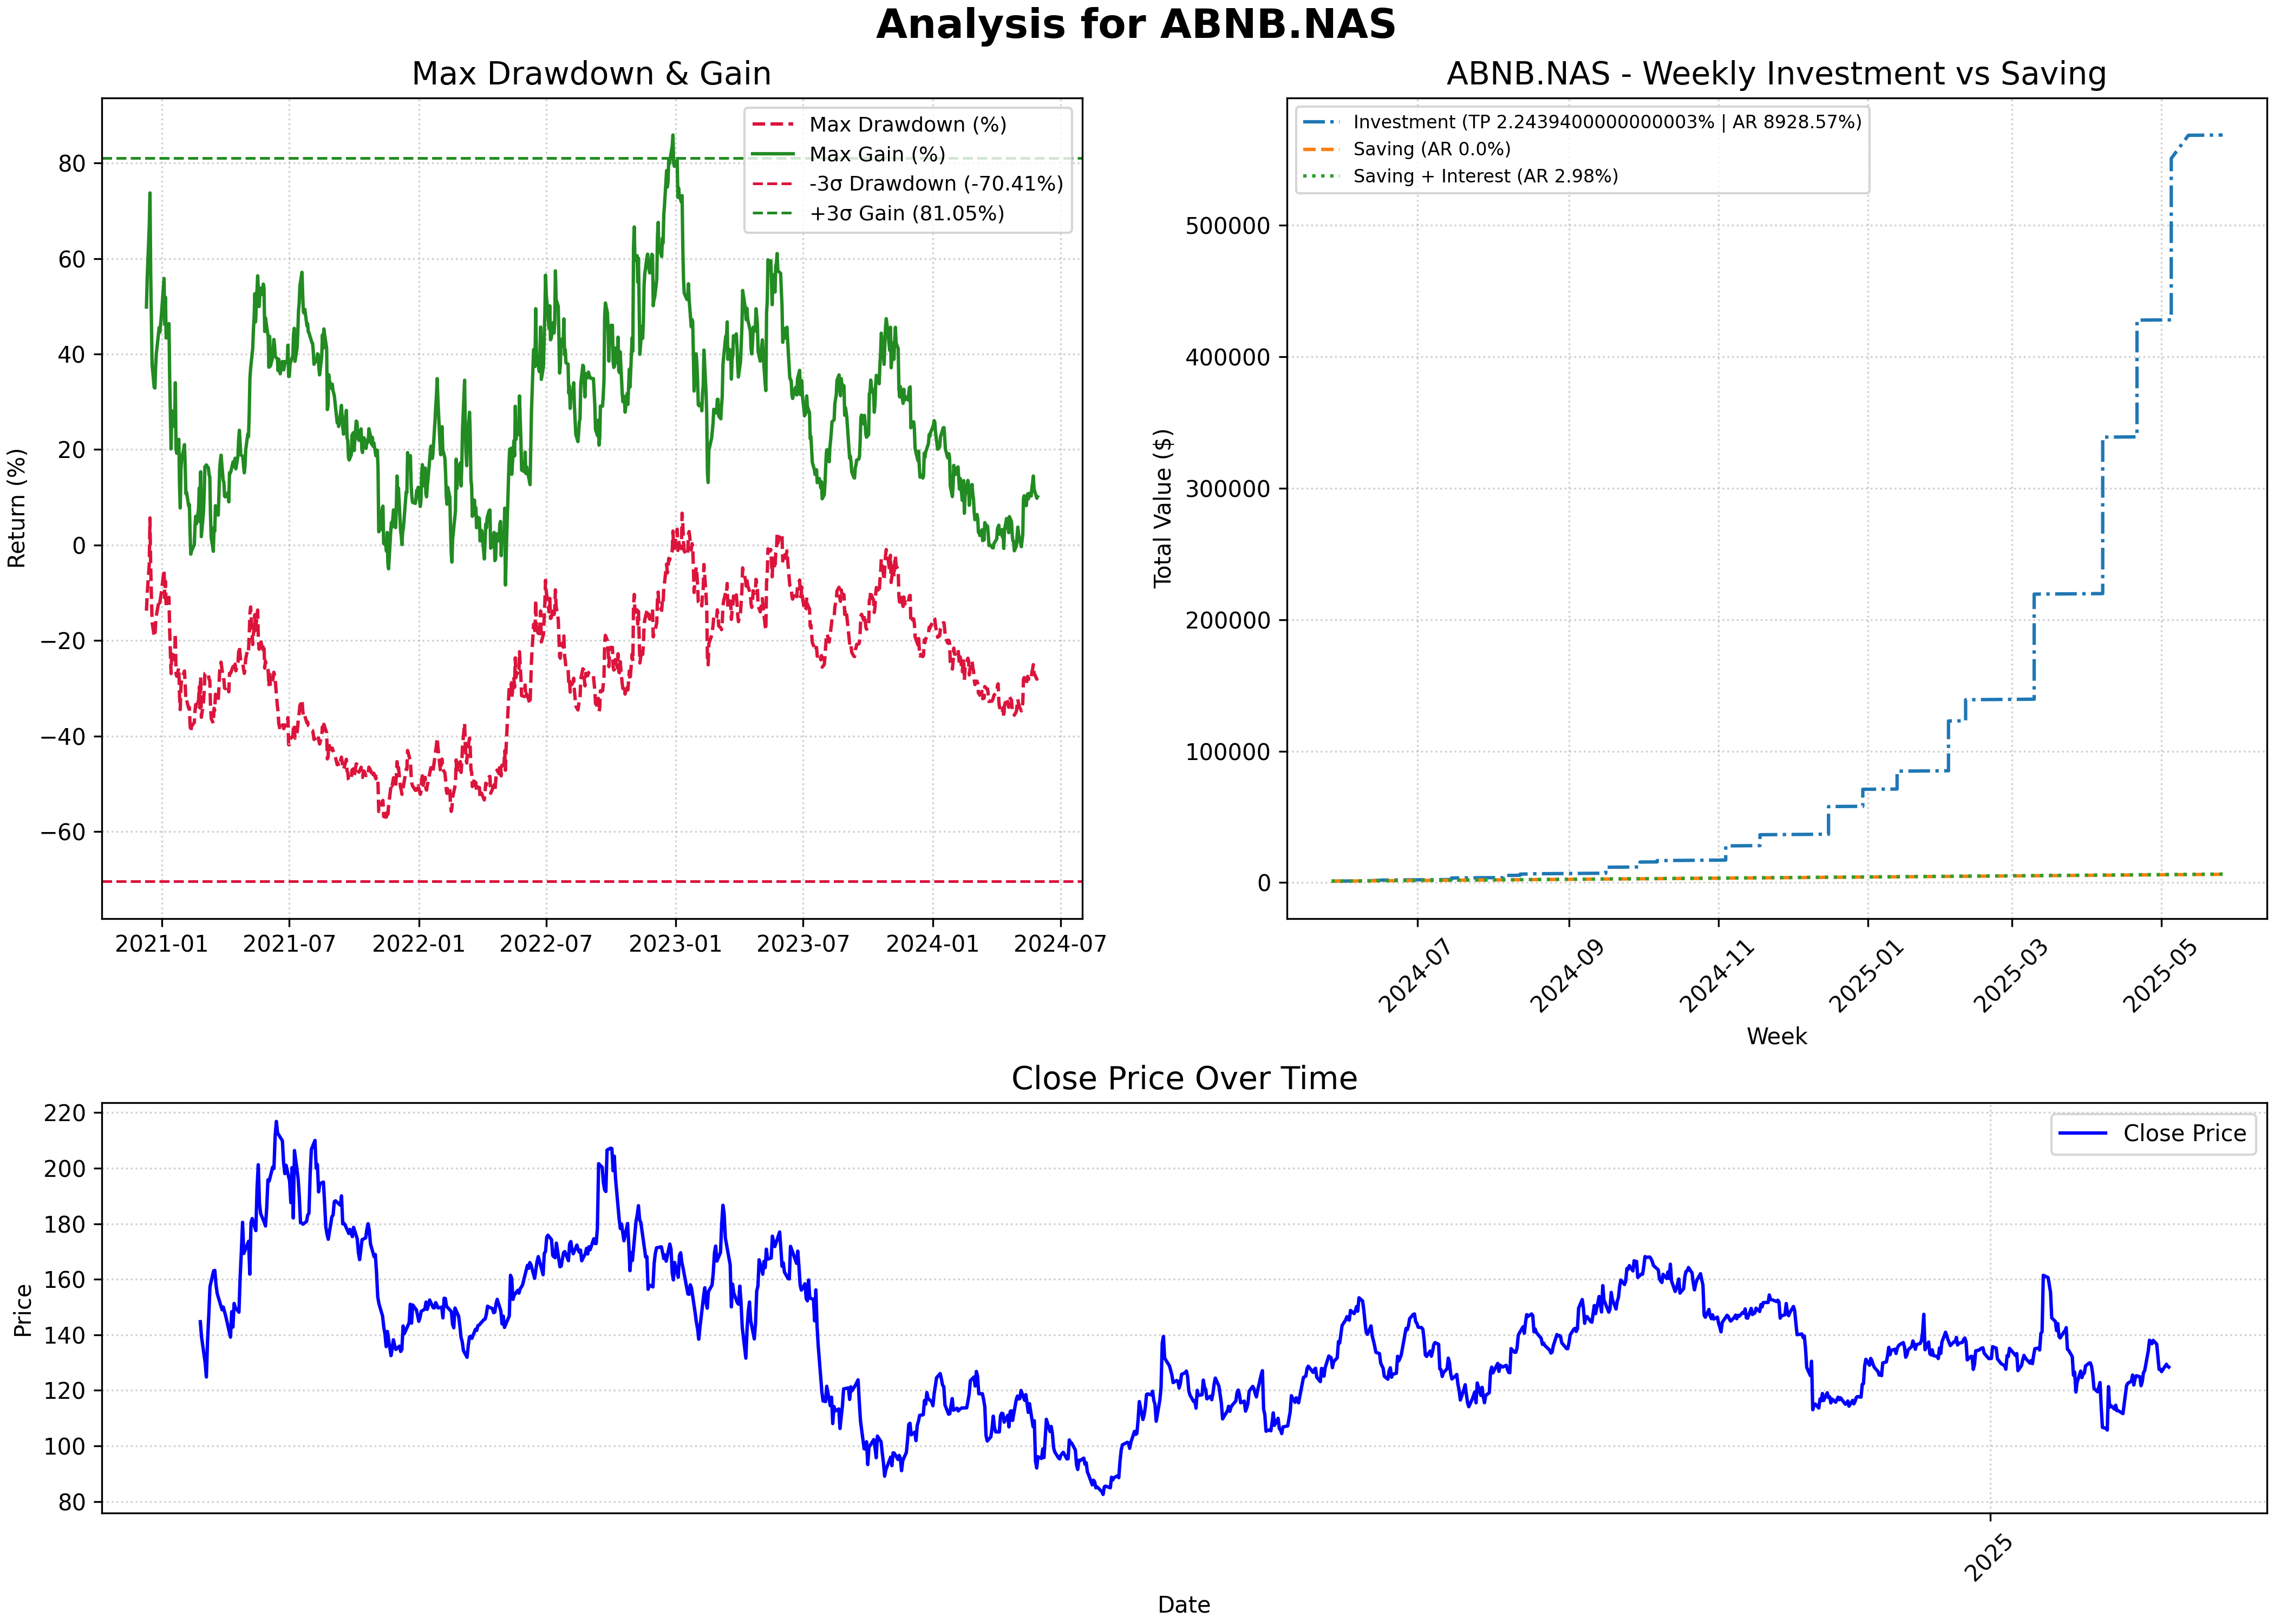 Analysis for ABNB.NAS
Max Drawdown & Gain
Return (%)
80
60
40
20
0
−20
−40
−60
2021-01
2021-07
2022-01
2022-07
2023-01
2023-07
2024-01
2024-07
Max Drawdown (%)
Max Gain (%)
-3σ Drawdown (-70.41%)
+3σ Gain (81.05%)
ABNB.NAS - Weekly Investment vs Saving
Total Value ($)
500000
400000
300000
200000
100000
0
2024-07
2024-09
2024-11
2025-01
2025-03
2025-05
Week
Investment (TP 2.2439400000000003% | AR 8928.57%)
Saving (AR 0.0%)
Saving + Interest (AR 2.98%)
Close Price Over Time
Price
220
200
180
160
140
120
100
80
2025
Date
Close Price